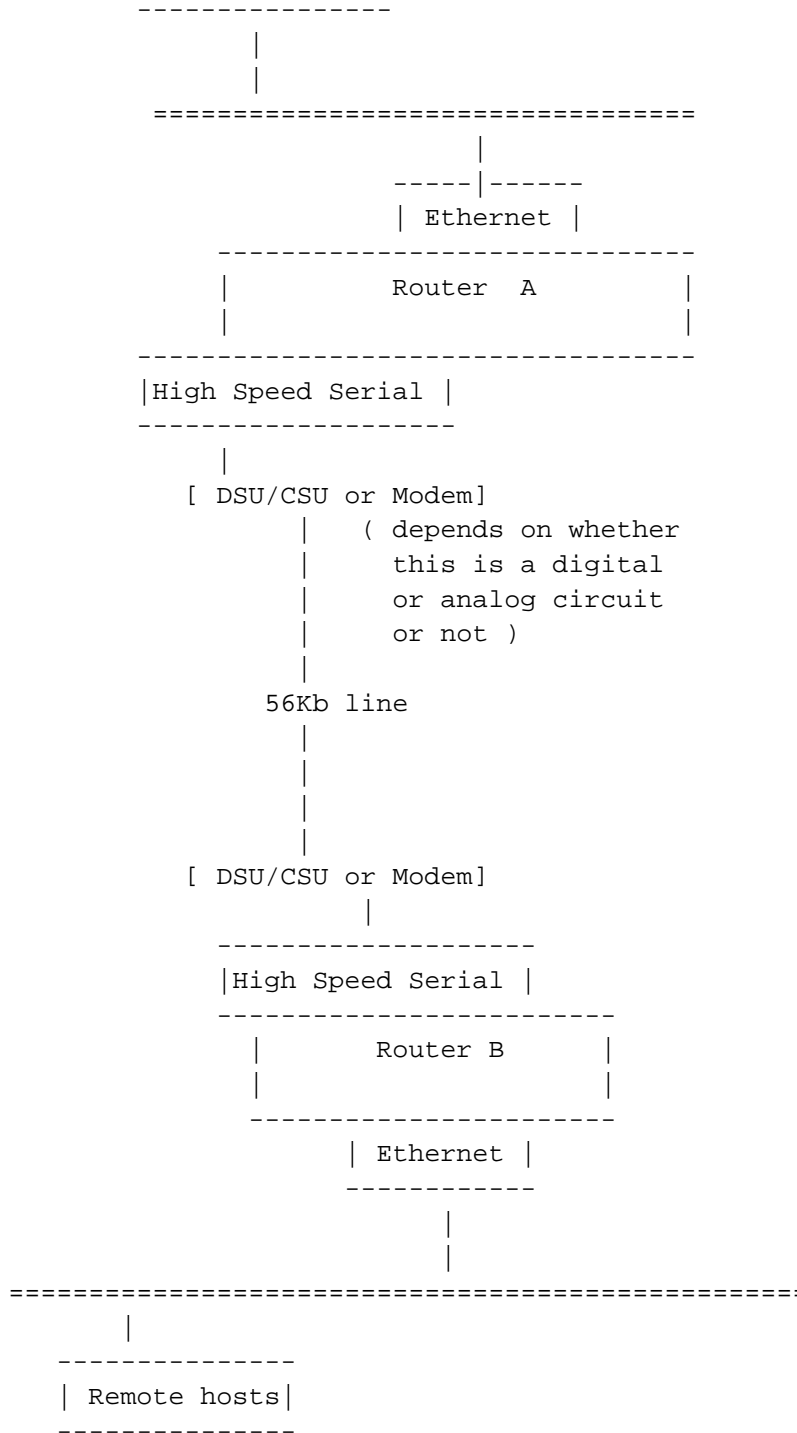 Ethernet
Router A
High Speed Serial
[ DSU/CSU or Modem]
( depends on whether
this is a digital
or analog circuit
or not )
56Kb line
[ DSU/CSU or Modem]
High Speed Serial
Router B
Ethernet
Remote hosts